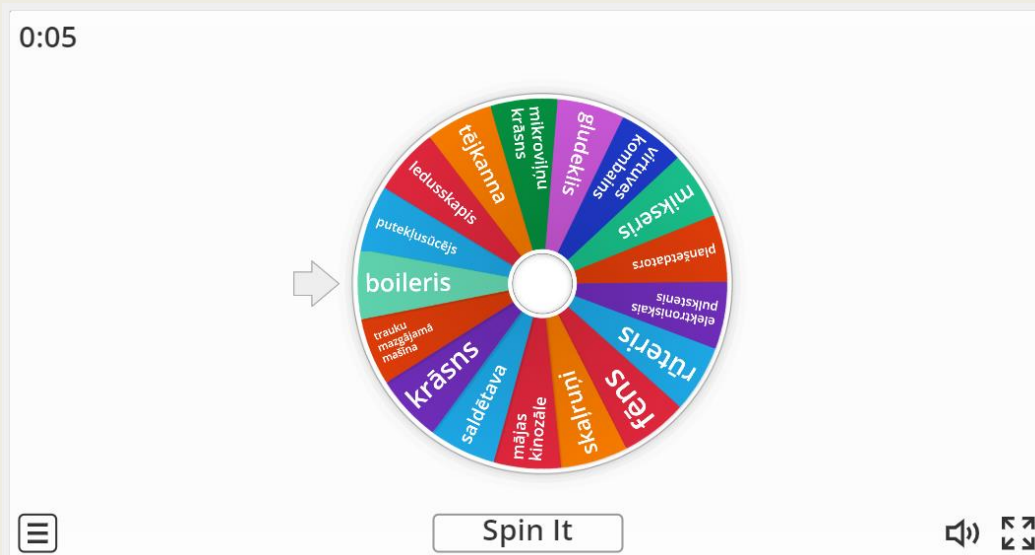 0:05
mikroviļņu
krāsns
gludeklis
virtuves
kombains
mikseris
planšetdators
elektroniskais
pulkstenis
rūteris
fēns
skaļruņi
mājas
kinozāle
saldētava
krāsns
trauku
mazgājamā
mašīna
boileris
putekļusūcējs
ledusskapis
tējkanna
Spin It